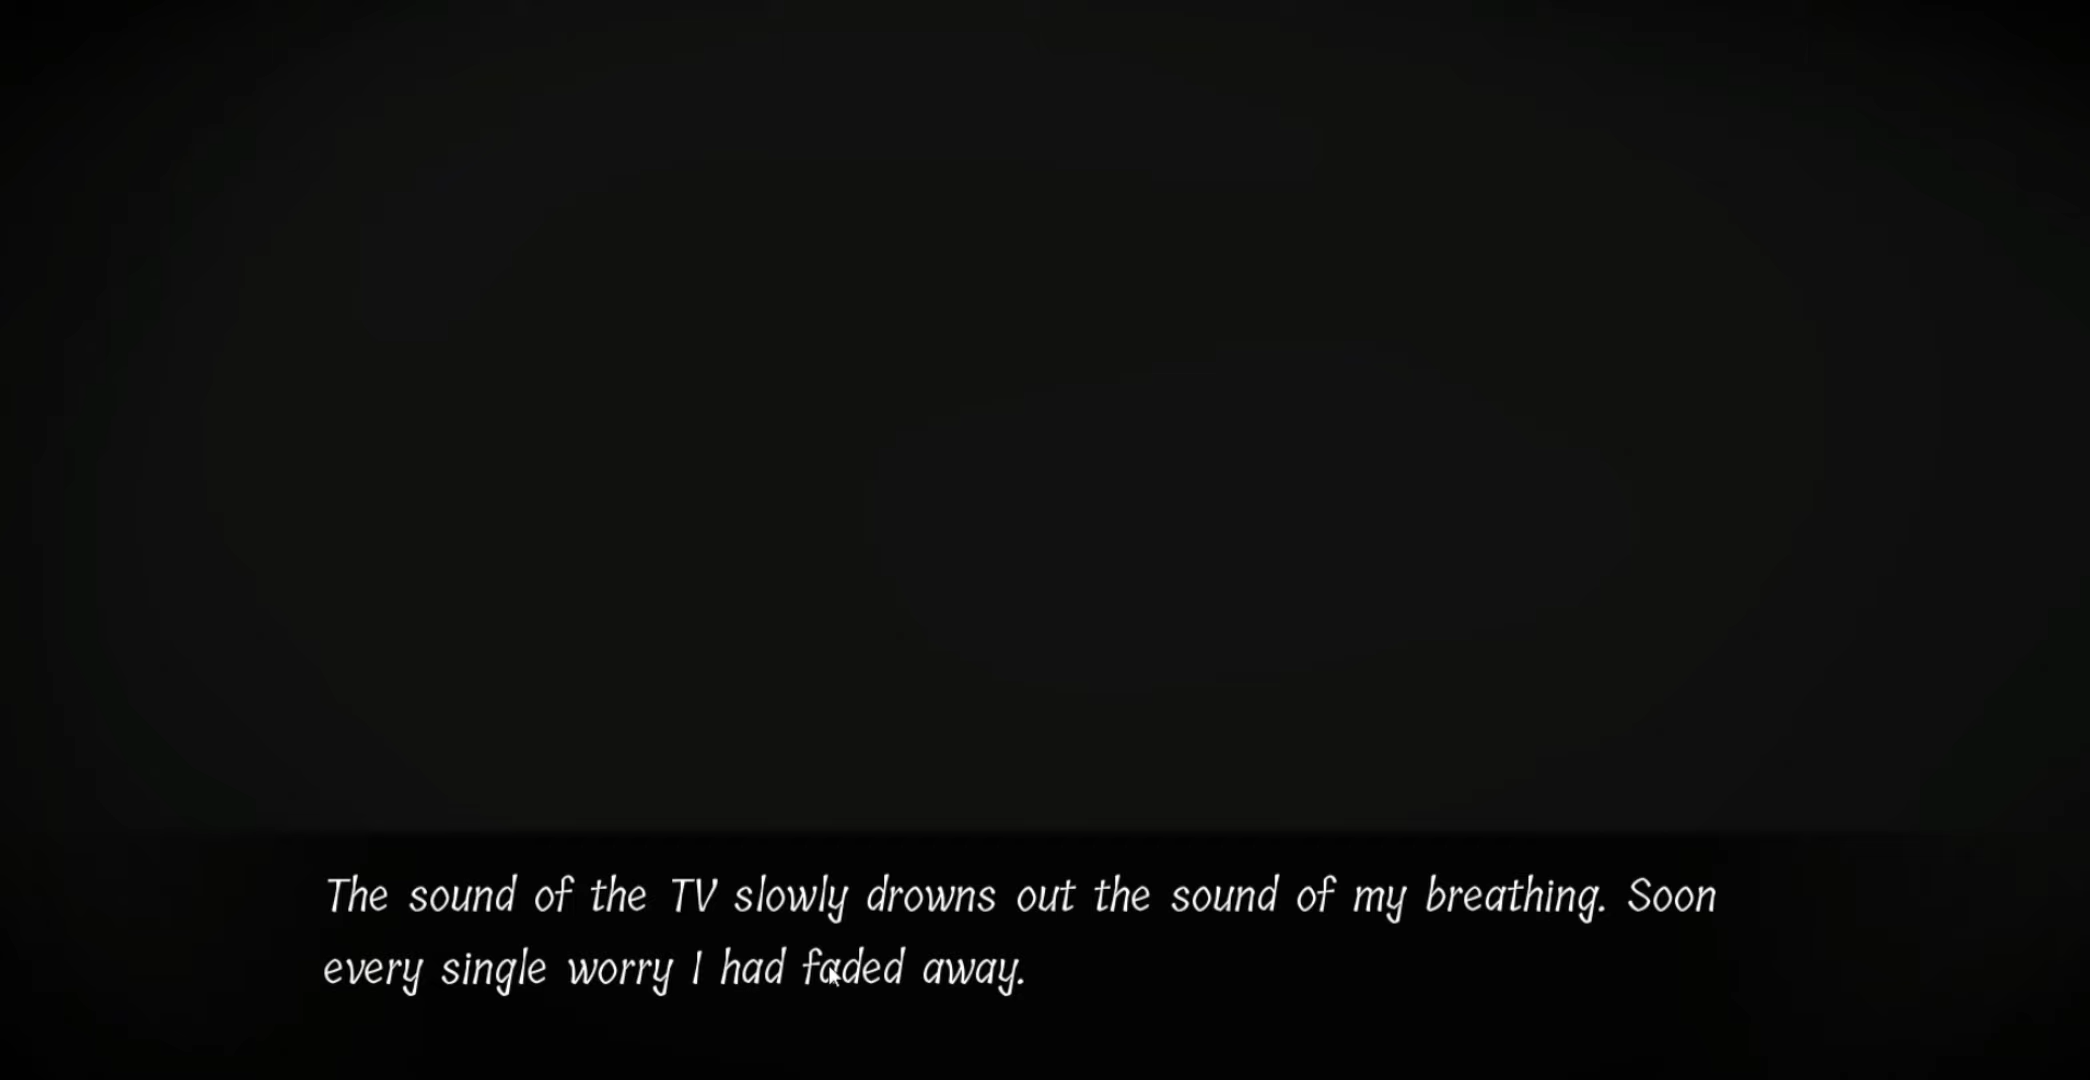 The sound of the TV slowly drowns out the sound of my breathing. Soon
every single worry I had faded away.